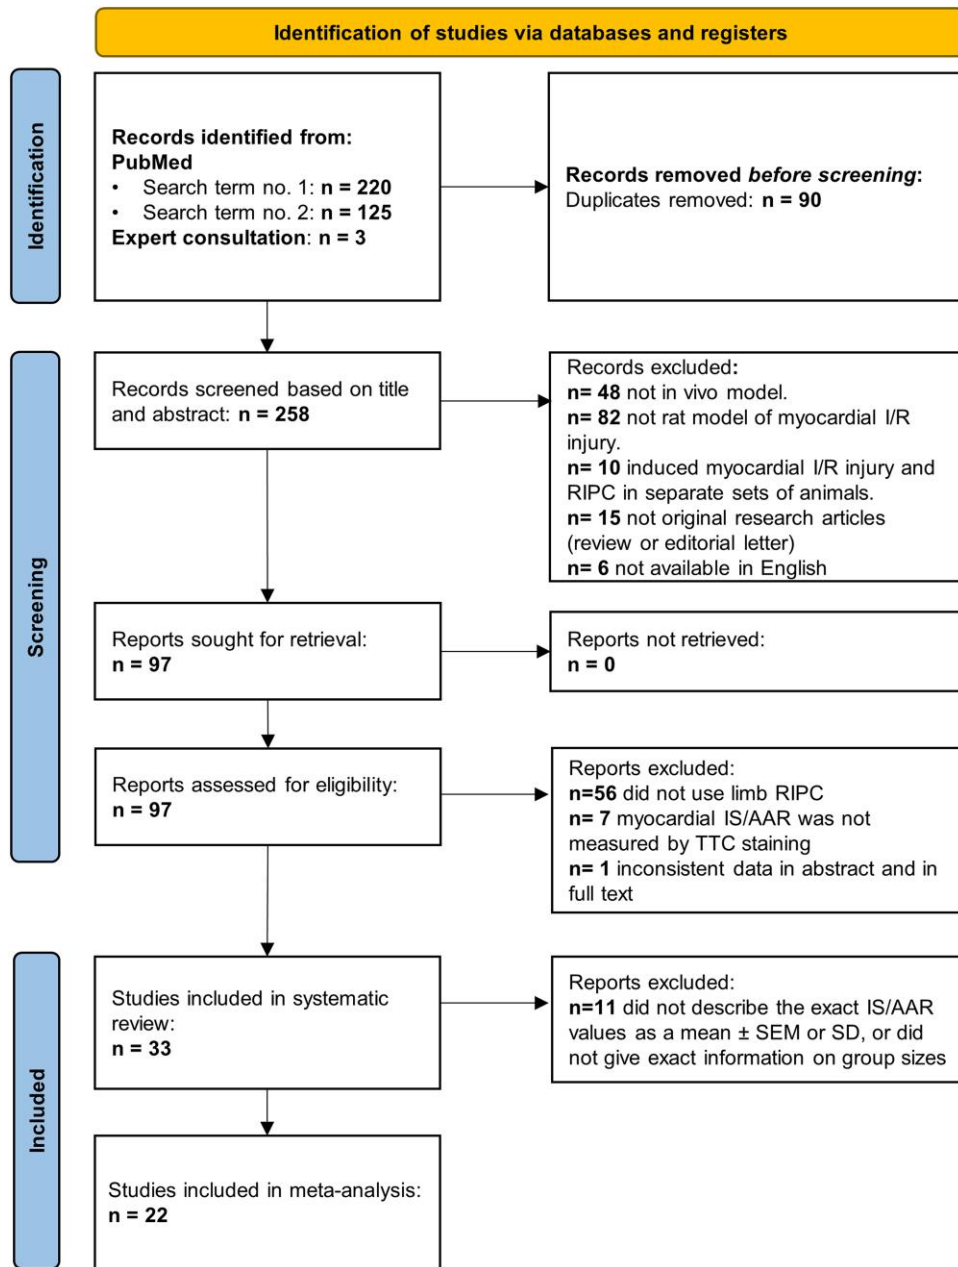 Identification of studies via databases and registers
Identification
Records identified from:
PubMed
• Search term no. 1: n = 220
• Search term no. 2: n = 125
Expert consultation: n = 3
Records removed before screening:
Duplicates removed: n = 90
Screening
Records screened based on title
and abstract: n = 258
Records excluded:
n= 48 not in vivo model.
n= 82 not rat model of myocardial I/R
injury.
n= 10 induced myocardial I/R injury and
RIPC in separate sets of animals.
n= 15 not original research articles
(review or editorial letter)
n= 6 not available in English
Reports sought for retrieval:
n = 97
Reports not retrieved:
n = 0
Reports assessed for eligibility:
n = 97
Reports excluded:
n=56 did not use limb RIPC
n= 7 myocardial IS/AAR was not
measured by TTC staining
n= 1 inconsistent data in abstract and in
full text
Included
Studies included in systematic
review:
n = 33
Reports excluded:
n=11 did not describe the exact IS/AAR
values as a mean ± SEM or SD, or did
not give exact information on group sizes
Studies included in meta-analysis:
n = 22